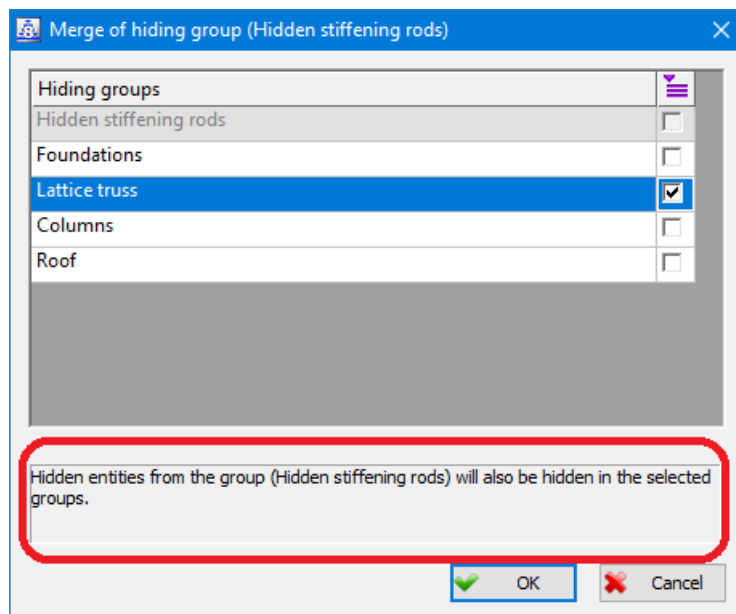 Merge of hiding group (Hidden stiffening rods)
Hiding groups
Hidden stiffening rods
Foundations
Lattice truss
Columns
Roof
Hidden entities from the group (Hidden stiffening rods) will also be hidden in the selected
groups.
OK
Cancel